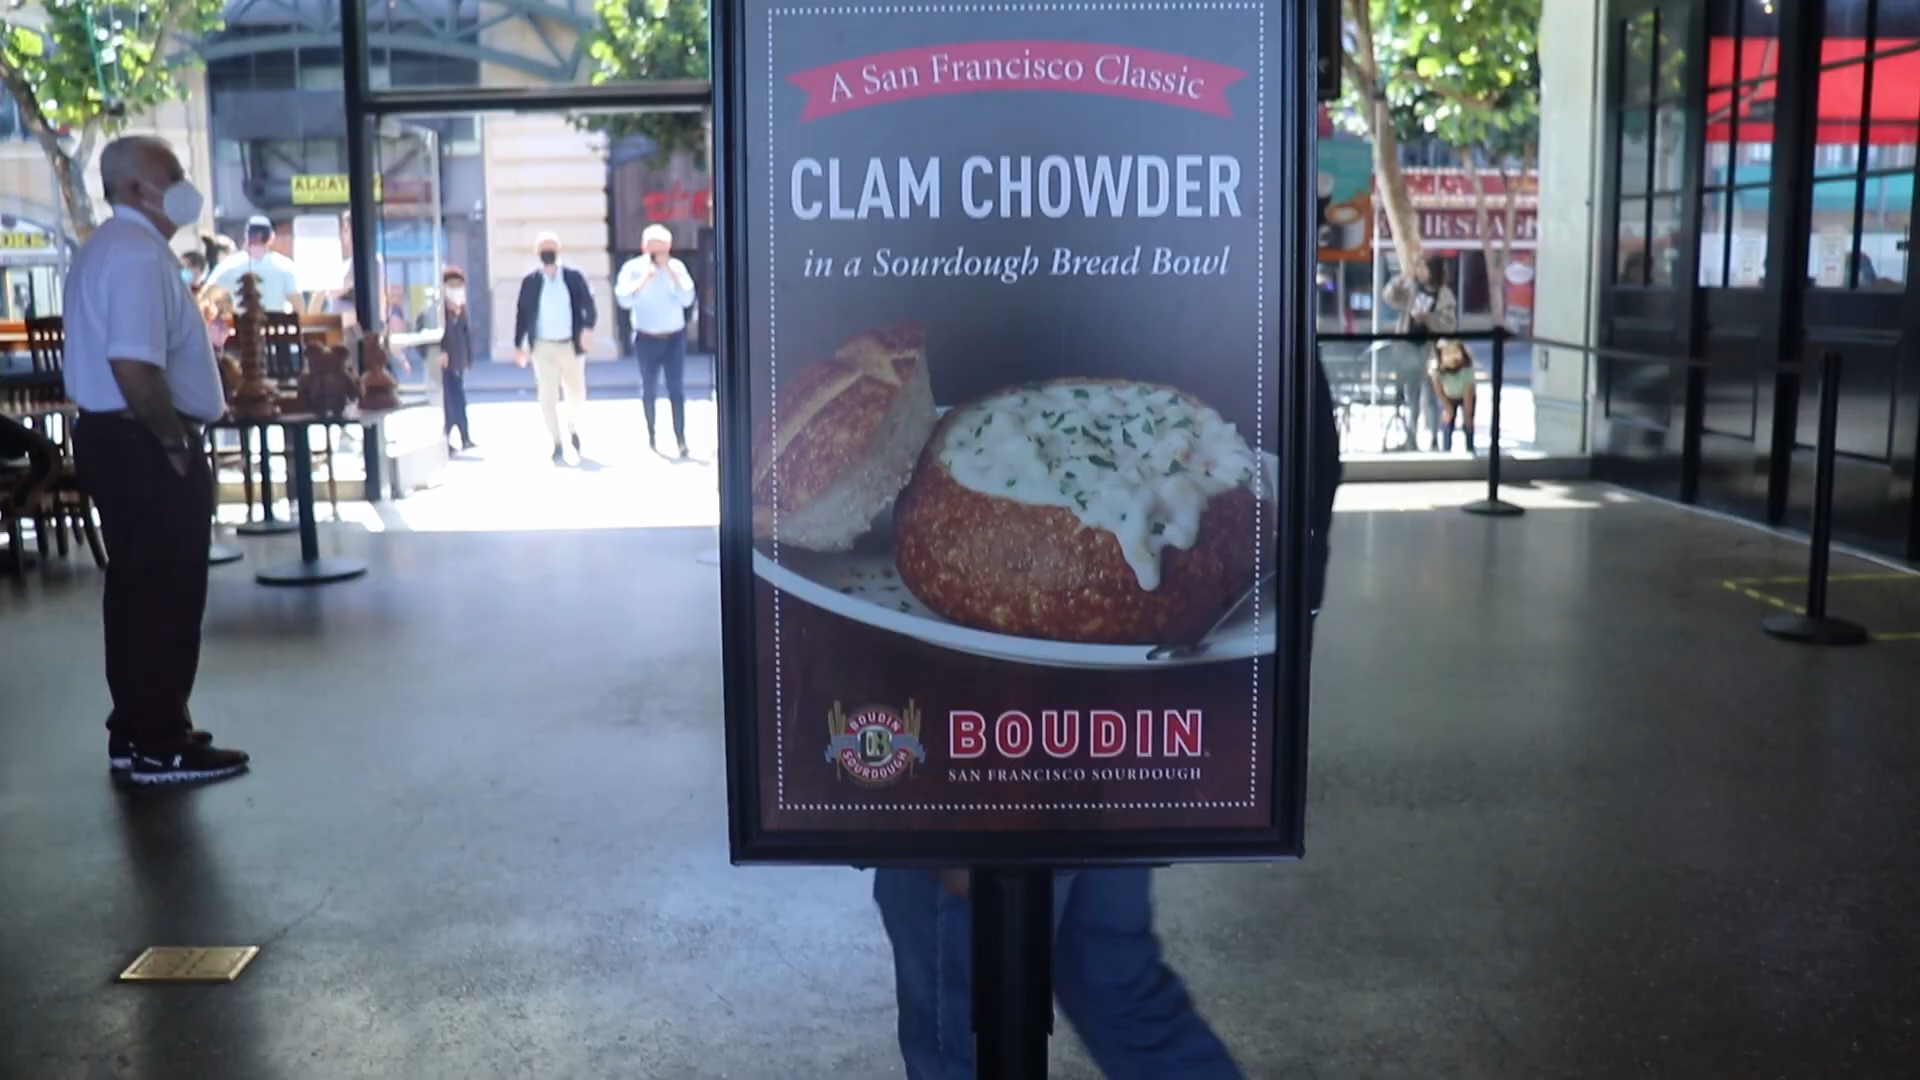 A San Francisco Classic
CLAM CHOWDER
in a Sourdough Bread Bowl
BOUDIN
SOURDOUGH
BOUDIN
SAN FRANCISCO SOURDOUGH